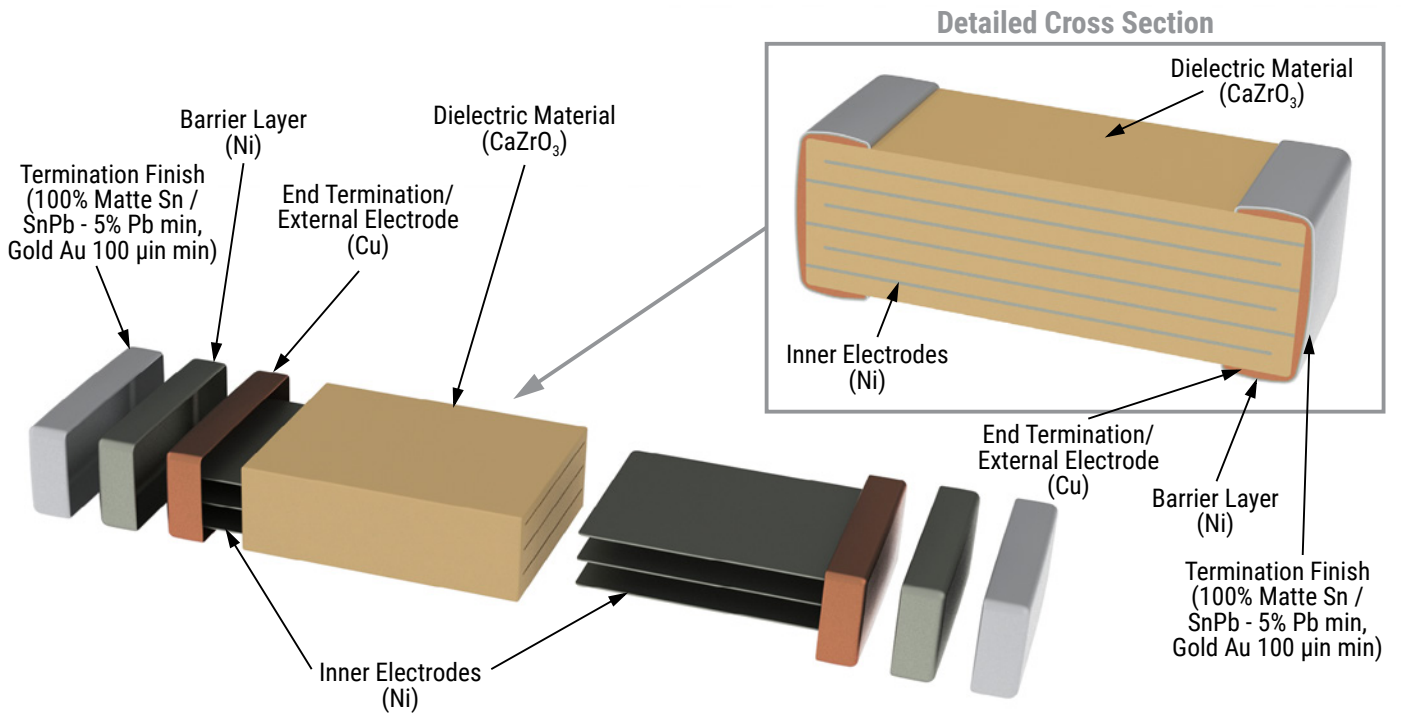 Detailed Cross Section
Dielectric Material
(CaZrO₃)
Inner Electrodes
(Ni)
End Termination/
External Electrode
(Cu)
Barrier Layer
(Ni)
Termination Finish
(100% Matte Sn /
SnPb - 5% Pb min,
Gold Au 100 µin min)
Dielectric Material
(CaZrO₃)
Barrier Layer
(Ni)
Termination Finish
(100% Matte Sn /
SnPb - 5% Pb min,
Gold Au 100 µin min)
End Termination/
External Electrode
(Cu)
Inner Electrodes
(Ni)